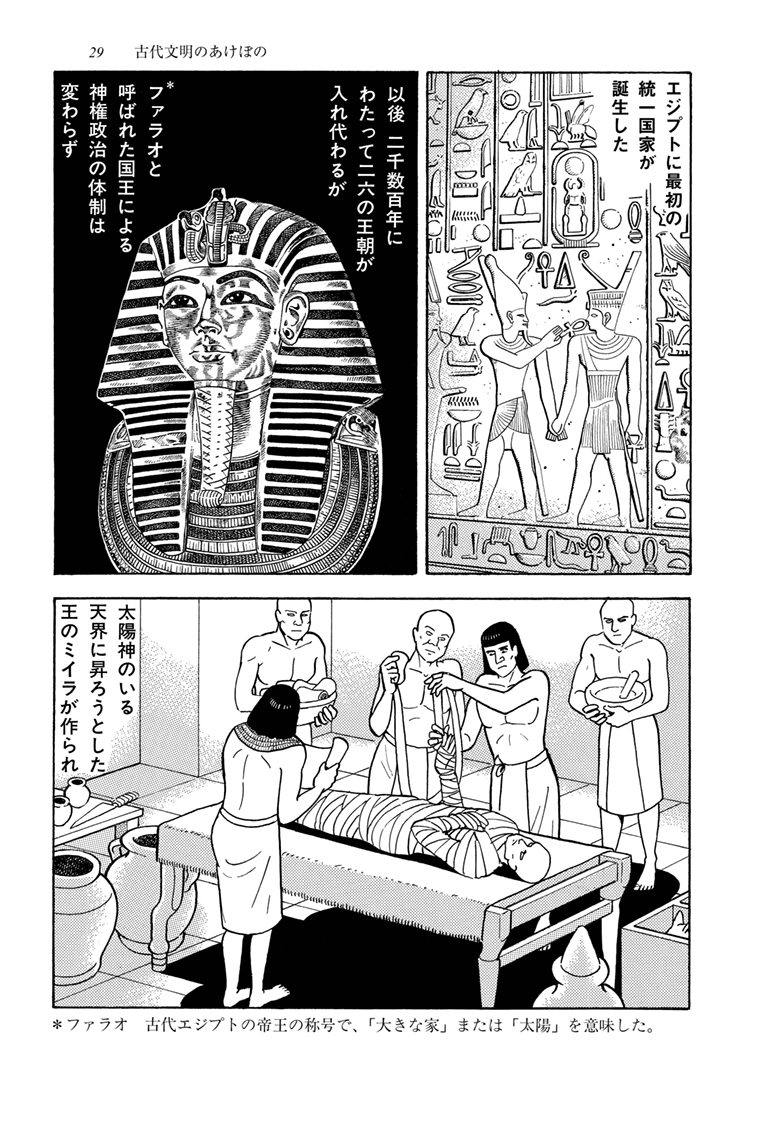 29 古代文明のあけぼの
エジプトに最初の
統一国家が
誕生した
以後 二千数百年に
わたって二六の王朝が
入れ代わるが
*ファラオと
呼ばれた国王による
神権政治の体制は
変わらず
太陽神のいる
天界に昇ろうとした
王のミイラが作られ
*ファラオ 古代エジプトの帝王の称号で、「大きな家」または「太陽」を意味した。